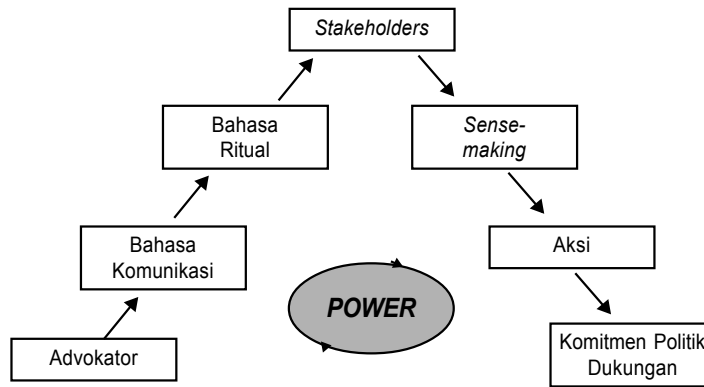 Stakeholders
Bahasa
Ritual
Sense-
making
Bahasa
Komunikasi
Aksi
POWER
Advokator
Komitmen Politik
Dukungan